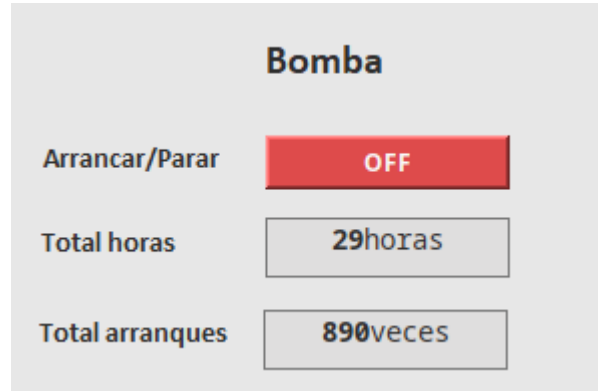 Bomba
Arrancar/Parar OFF
Total horas 29horas
Total arranques 890veces